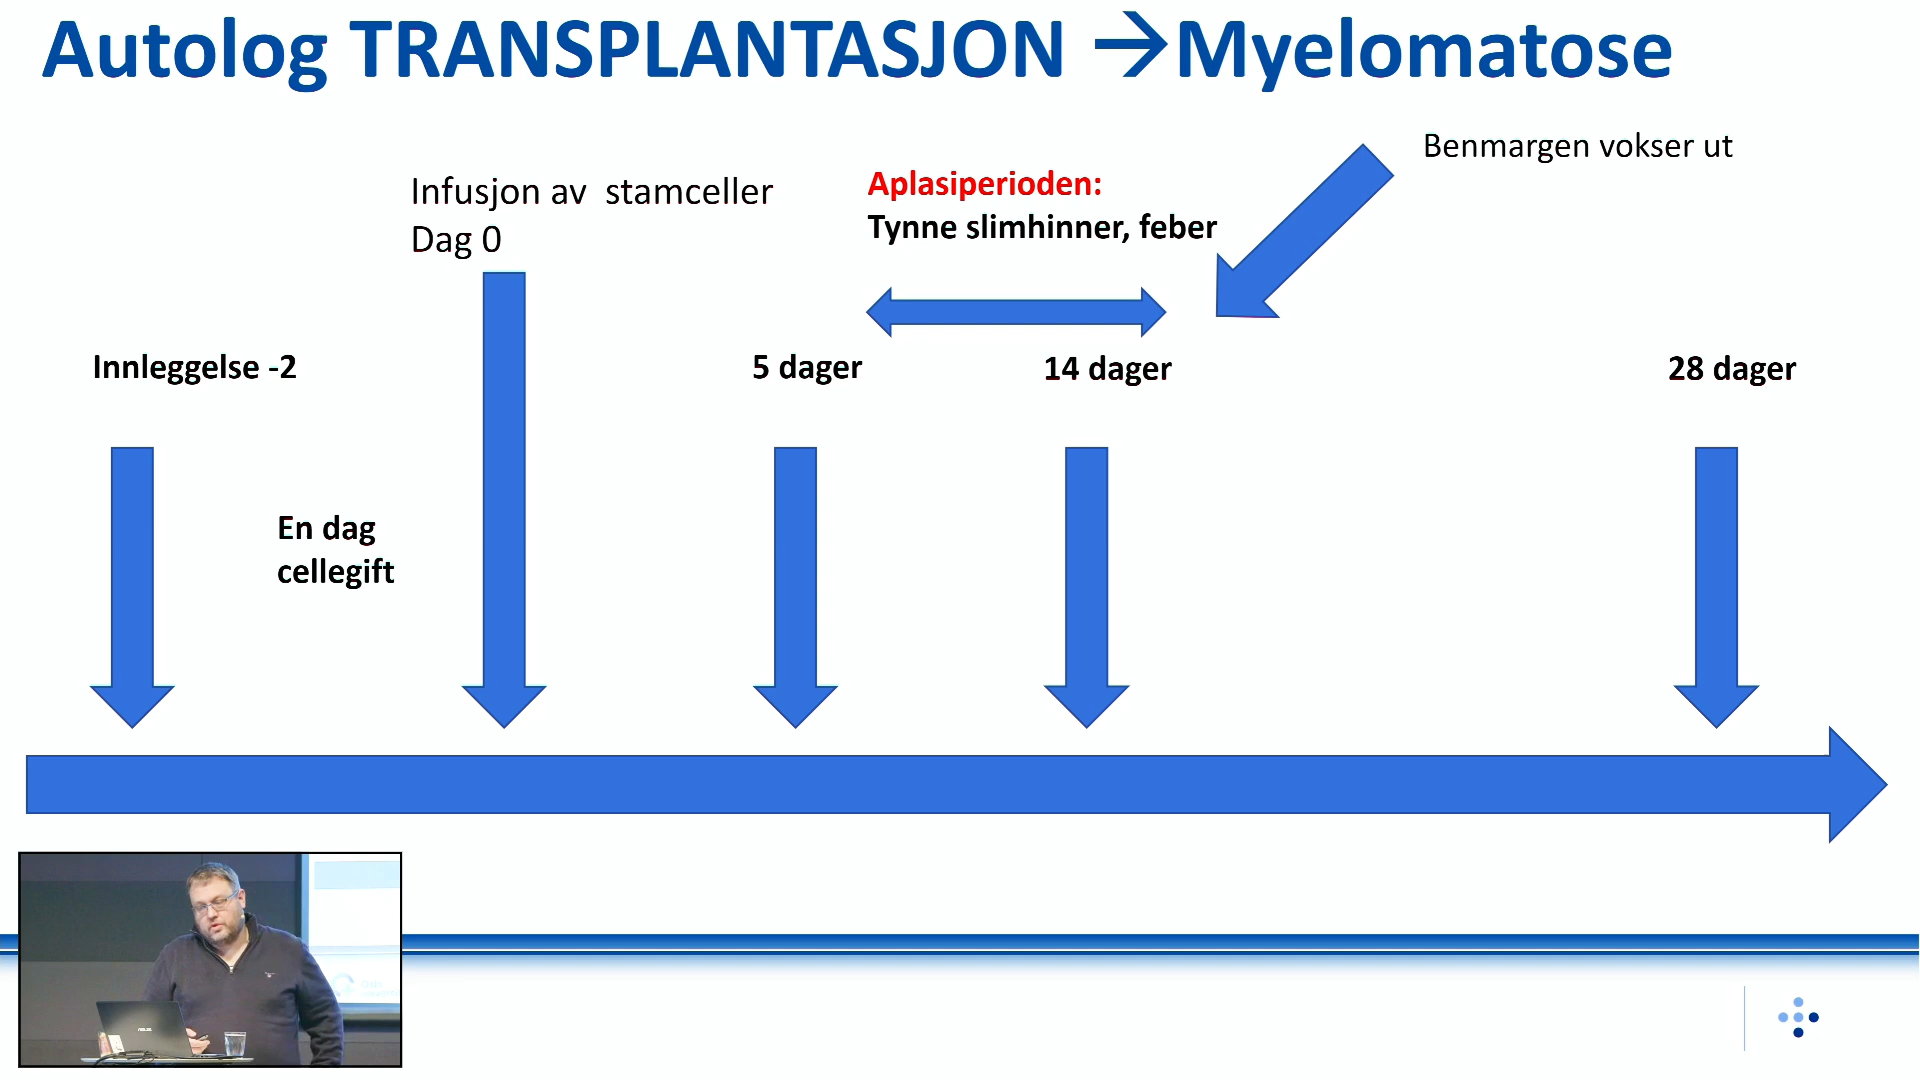 Autolog TRANSPLANTASJON →Myelomatose
Benmargen vokser ut
Infusjon av stamceller
Dag 0
Aplasiperioden:
Tynne slimhinner, feber
Innleggelse -2
5 dager
14 dager
28 dager
En dag
cellegift